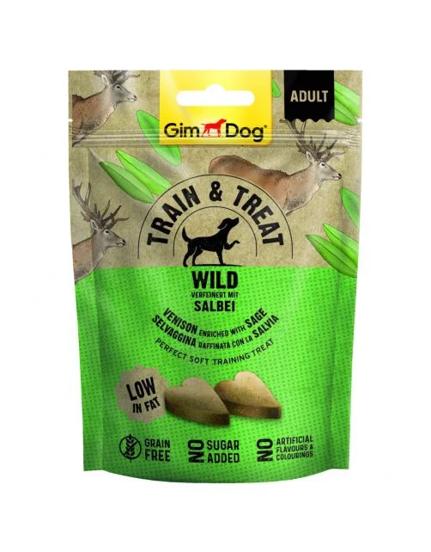 ADULT
GimDog
TRAIN & TREAT
WILD
VERFEINERT MIT
SALBEI
VENISON ENRICHED WITH SAGE
SELVAGGINA RAFFINATA CON LA SALVIA
PERFECT SOFT TRAINING TREAT
LOW
IN FAT
GRAIN
FREE
NO SUGAR
ADDED
NO ARTIFICIAL
FLAVOURS &
COLOURINGS